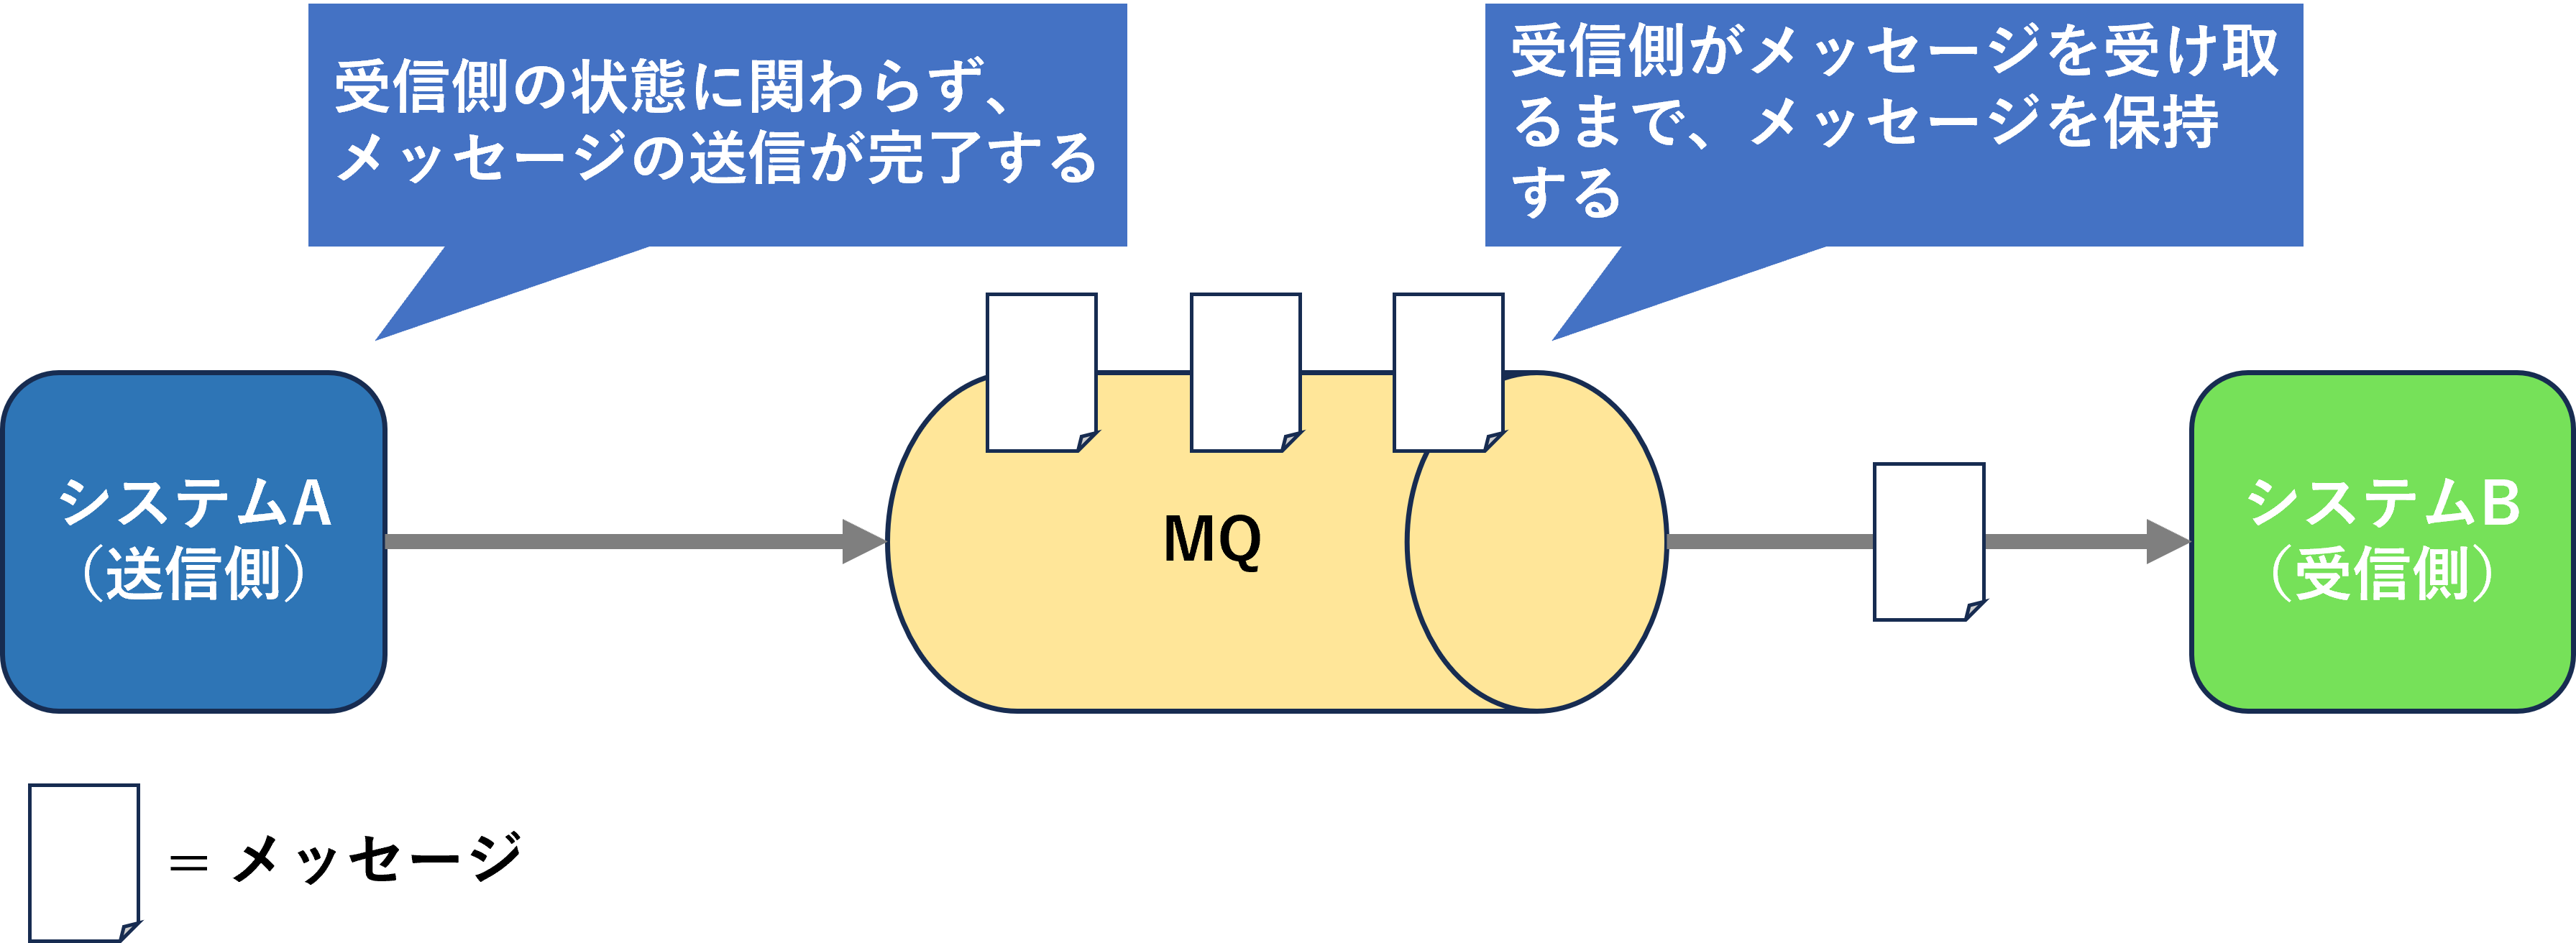 受信側の状態に関わらず、
メッセージの送信が完了する
受信側がメッセージを受け取
るまで、メッセージを保持
する
システムA
（送信側）
MQ
システムB
（受信側）
＝ メッセージ